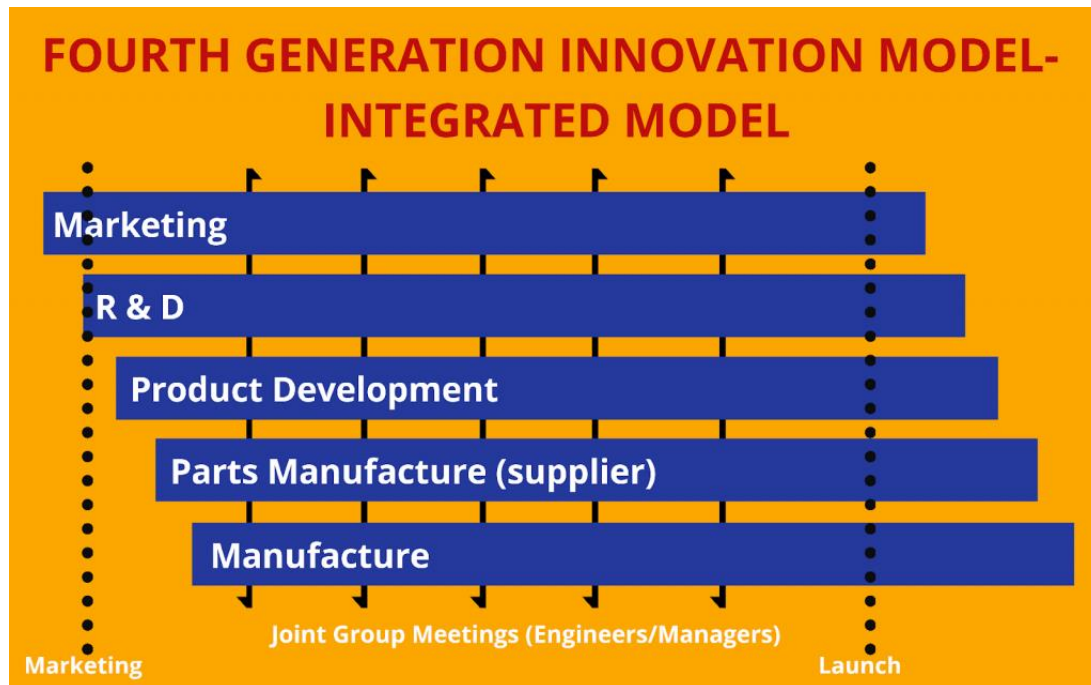 FOURTH GENERATION INNOVATION MODEL-
INTEGRATED MODEL
Marketing
R & D
Product Development
Parts Manufacture (supplier)
Manufacture
Joint Group Meetings (Engineers/Managers)
Marketing
Launch